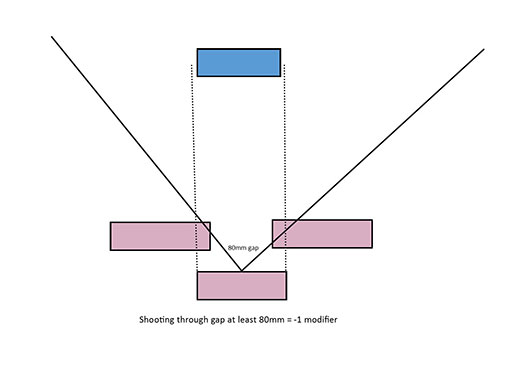 80mm gap
Shooting through gap at least 80mm = -1 modifier